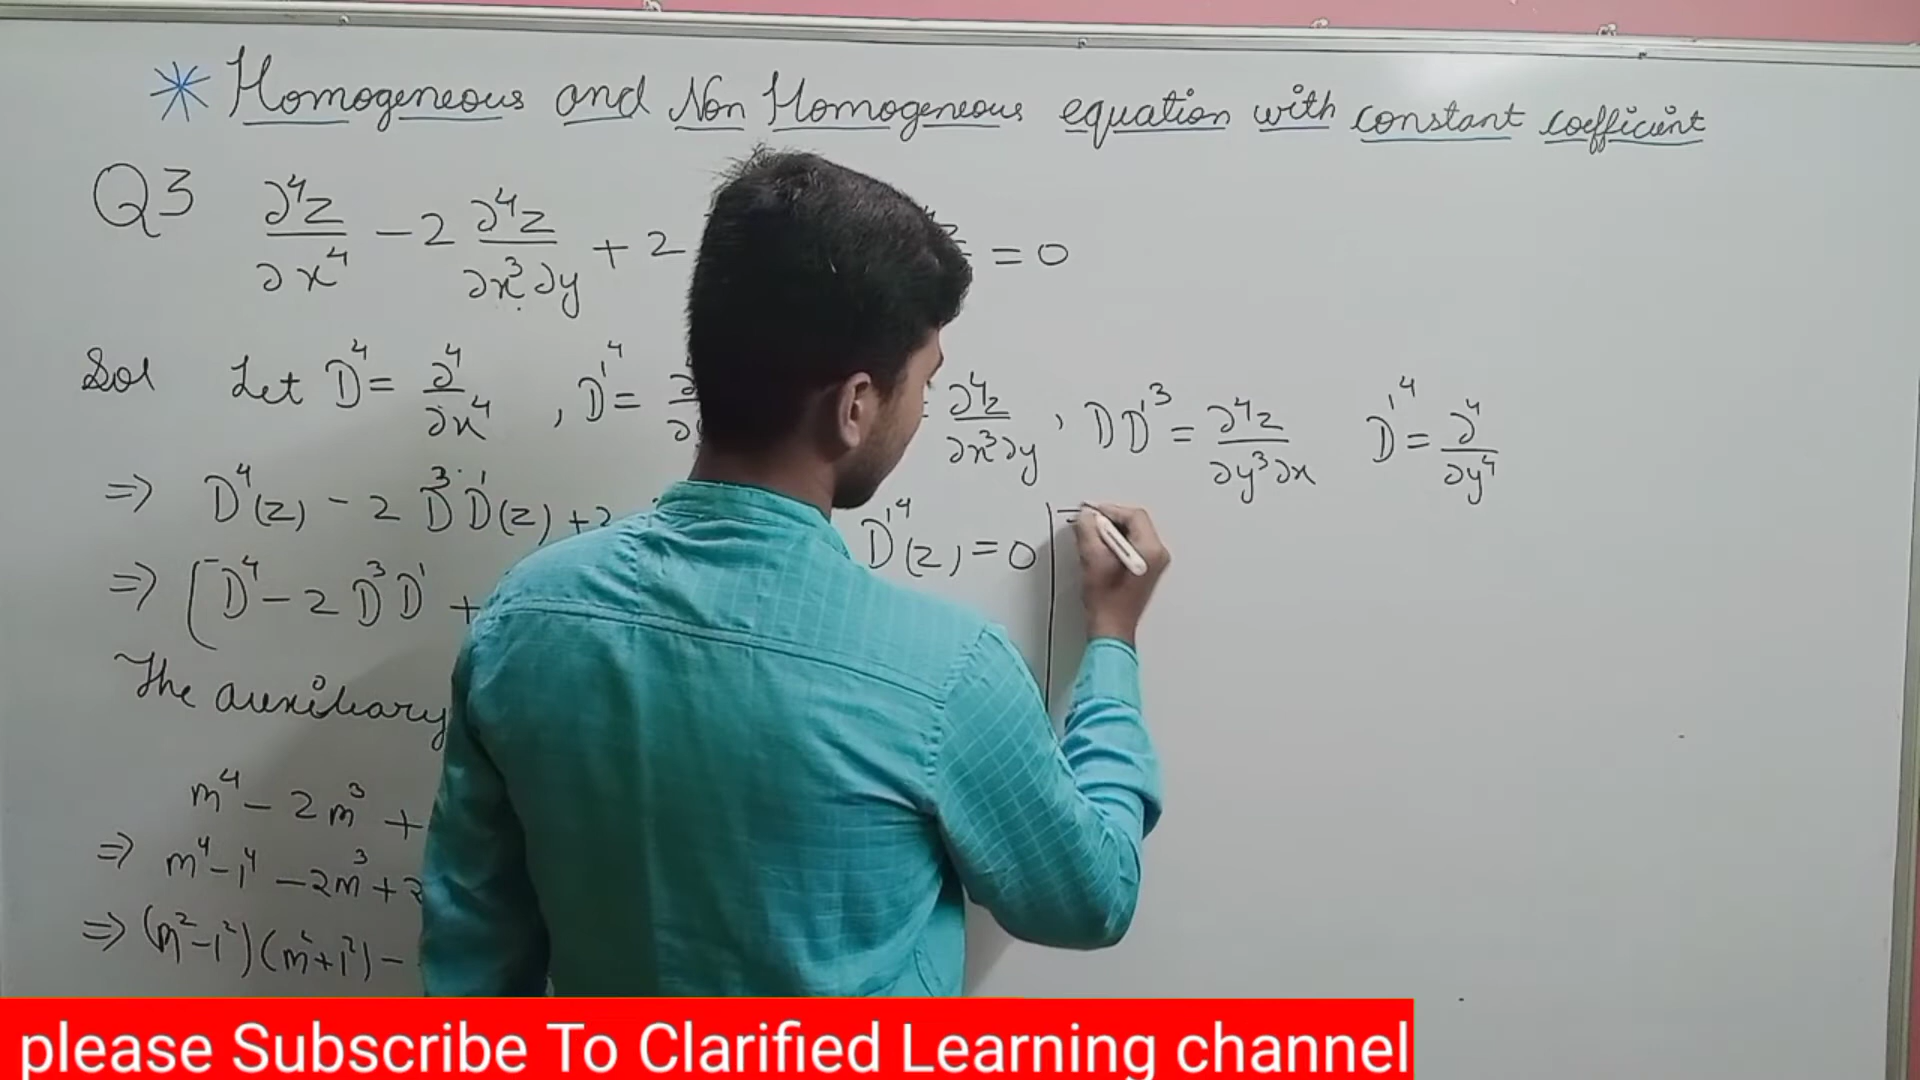 * Homogeneous and Non Homogeneous equation with constant coefficient
Q3 ∂⁴z/∂x⁴ - 2 ∂⁴z/∂x³∂y + 2 = 0
Sol Let D⁴ = ∂⁴/∂x⁴ , D'⁴ = ∂⁴z/∂x³∂y , DD'³ = ∂⁴z/∂y³∂x D'⁴ = ∂⁴/∂y⁴
⇒ D⁴(z) - 2 D³D'(z) + 2 D'⁴(z) = 0
⇒ [D⁴ - 2D³D' +
The auxiliary
m⁴ - 2m³ +
⇒ m⁴ - 1⁴ - 2m³ + 2
⇒ (m² - 1²)(m² + 1²) -
please Subscribe To Clarified Learning channel